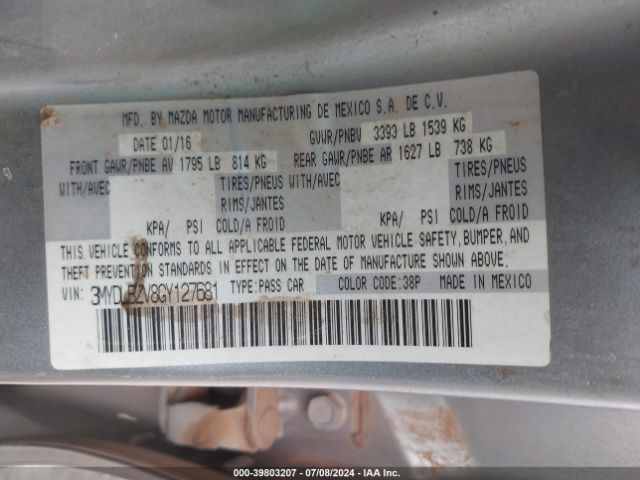 MFD. BY MAZDA MOTOR MANUFACTURING DE MEXICO S.A. DE C.V.
DATE 01/16 GVWR/PNBV 3393 LB 1539 KG
FRONT GAWR/PNBE AV 1795 LB 814 KG REAR GAWR/PNBE AR 1627 LB 738 KG
WITH/AVEC TIRES/PNEUS WITH/AVEC TIRES/PNEUS
RIMS/JANTES RIMS/JANTES
KPA/ PSI COLD/A FROID KPA/ PSI COLD/A FROID
THIS VEHICLE CONFORMS TO ALL APPLICABLE FEDERAL MOTOR VEHICLE SAFETY, BUMPER, AND
THEFT PREVENTION STANDARDS IN EFFECT ON THE DATE OF MANUFACTURE SHOWN ABOVE.
VIN: TYPE: PASS CAR COLOR CODE: 38P MADE IN MEXICO
000-39803207 - 07/08/2024 - IAA Inc.